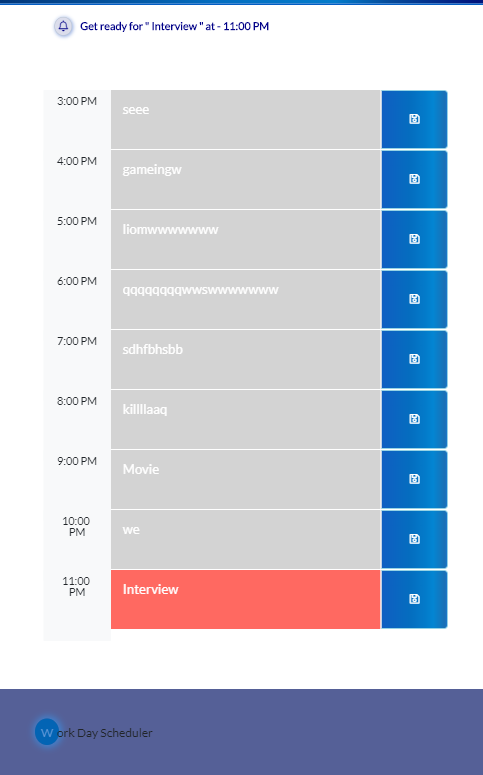 Get ready for " Interview " at - 11:00 PM
3:00 PM
seee
4:00 PM
gameingw
5:00 PM
liomwwwwwww
6:00 PM
qqqqqqqqwwswwwwwww
7:00 PM
sdhfbhsbb
8:00 PM
killllaaq
9:00 PM
Movie
10:00
PM
we
11:00
PM
Interview
Work Day Scheduler